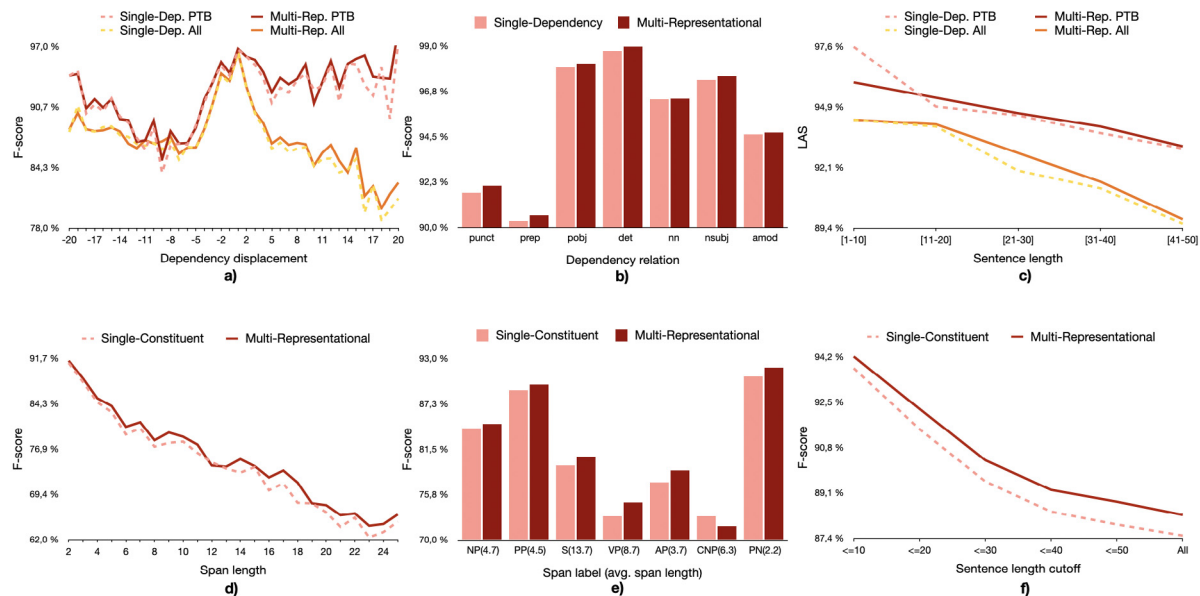 Single-Dep. PTB Multi-Rep. PTB
Single-Dep. All Multi-Rep. All
97,0 %
90,7 %
84,3 %
78,0 %
F-score
-20 -17 -14 -11 -8 -5 -2 2 5 8 11 14 17 20
Dependency displacement
a)
Single-Dependency Multi-Representational
99,0 %
96,8 %
94,5 %
92,3 %
90,0 %
F-score
punct prep pobj det nn nsubj amod
Dependency relation
b)
Single-Dep. PTB Multi-Rep. PTB
Single-Dep. All Multi-Rep. All
97,6 %
94,9 %
92,1 %
89,4 %
LAS
[1-10] [11-20] [21-30] [31-40] [41-50]
Sentence length
c)
Single-Constituent Multi-Representational
91,7 %
84,3 %
76,9 %
69,4 %
62,0 %
F-score
2 4 6 8 10 12 14 16 18 20 22 24
Span length
d)
Single-Constituent Multi-Representational
93,0 %
87,3 %
81,5 %
75,8 %
70,0 %
F-score
NP(4.7) PP(4.5) S(13.7) VP(8.7) AP(3.7) CNP(6.3) PN(2.2)
Span label (avg. span length)
e)
Single-Constituent Multi-Representational
94,2 %
92,5 %
90,8 %
89,1 %
87.4 %
F-score
<=10 <=20 <=30 <=40 <=50 All
Sentence length cutoff
f)